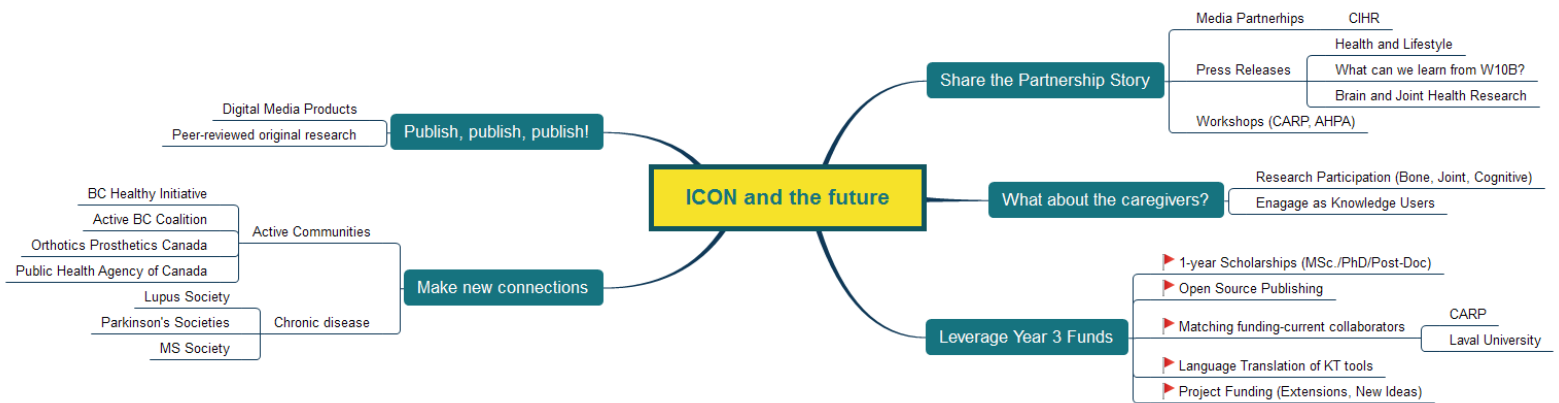 ICON and the future
Share the Partnership Story
Media Partnerhips
CIHR
Press Releases
Health and Lifestyle
What can we learn from W10B?
Brain and Joint Health Research
Workshops (CARP, AHPA)
What about the caregivers?
Research Participation (Bone, Joint, Cognitive)
Enagage as Knowledge Users
Leverage Year 3 Funds
1-year Scholarships (MSc./PhD/Post-Doc)
Open Source Publishing
Matching funding-current collaborators
CARP
Laval University
Language Translation of KT tools
Project Funding (Extensions, New Ideas)
Publish, publish, publish!
Digital Media Products
Peer-reviewed original research
Make new connections
Active Communities
BC Healthy Initiative
Active BC Coalition
Orthotics Prosthetics Canada
Public Health Agency of Canada
Chronic disease
Lupus Society
Parkinson's Societies
MS Society